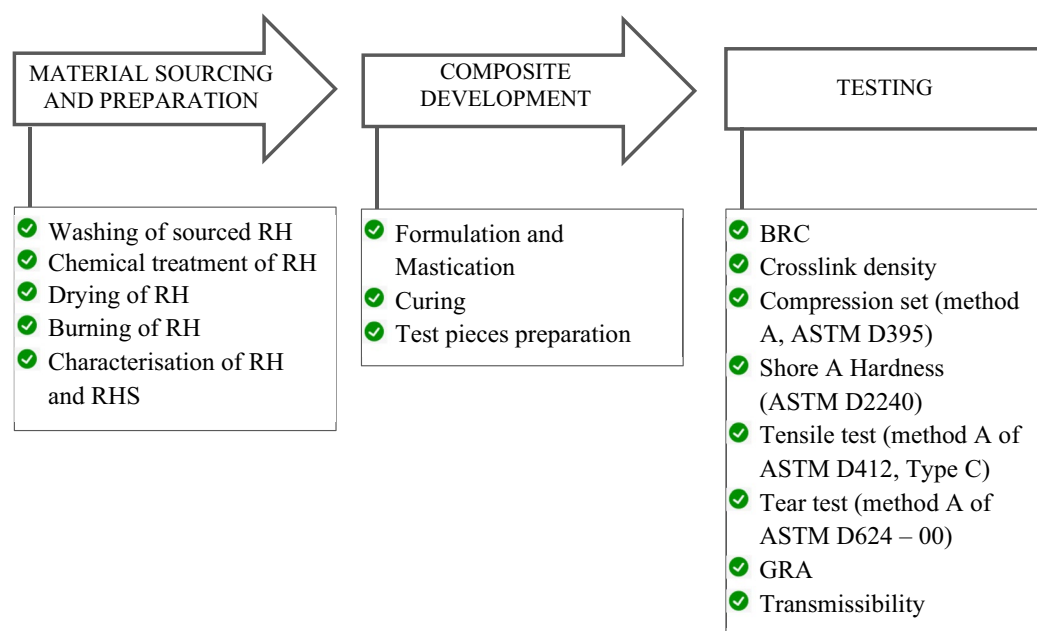 MATERIAL SOURCING
AND PREPARATION
Washing of sourced RH
Chemical treatment of RH
Drying of RH
Burning of RH
Characterisation of RH
and RHS
COMPOSITE
DEVELOPMENT
Formulation and
Mastication
Curing
Test pieces preparation
TESTING
BRC
Crosslink density
Compression set (method
A, ASTM D395)
Shore A Hardness
(ASTM D2240)
Tensile test (method A of
ASTM D412, Type C)
Tear test (method A of
ASTM D624 – 00)
GRA
Transmissibility